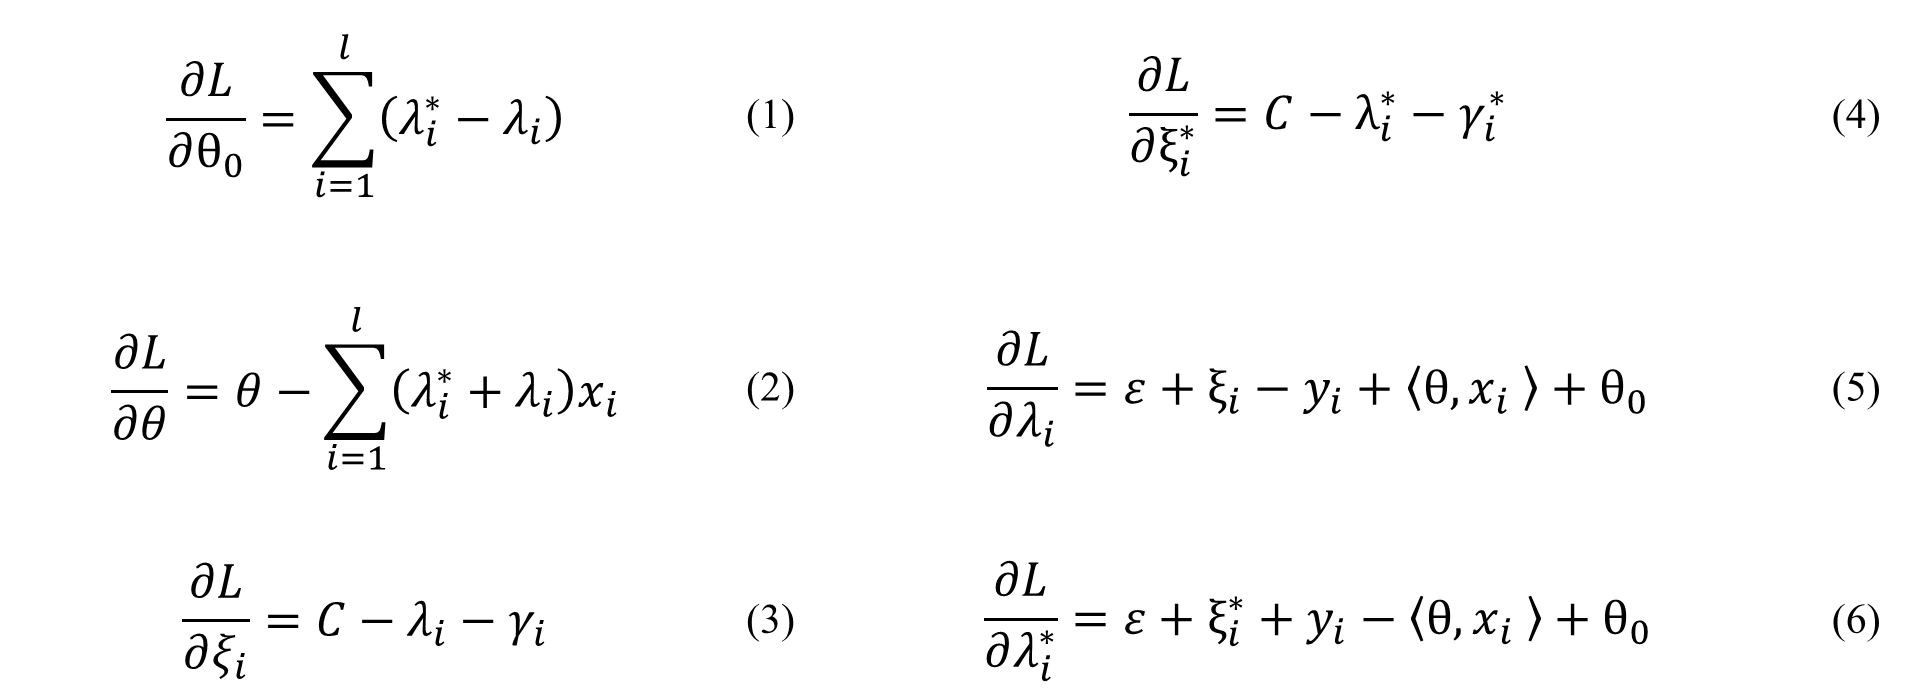 ∂L/∂θ₀ = ∑_{i=1}^{l} (λ_i^* − λ_i) (1)
∂L/∂θ = θ − ∑_{i=1}^{l} (λ_i^* + λ_i)x_i (2)
∂L/∂ξ_i = C − λ_i − γ_i (3)
∂L/∂ξ_i^* = C − λ_i^* − γ_i^* (4)
∂L/∂λ_i = ε + ξ_i − y_i + ⟨θ, x_i ⟩ + θ₀ (5)
∂L/∂λ_i^* = ε + ξ_i^* + y_i − ⟨θ, x_i ⟩ + θ₀ (6)